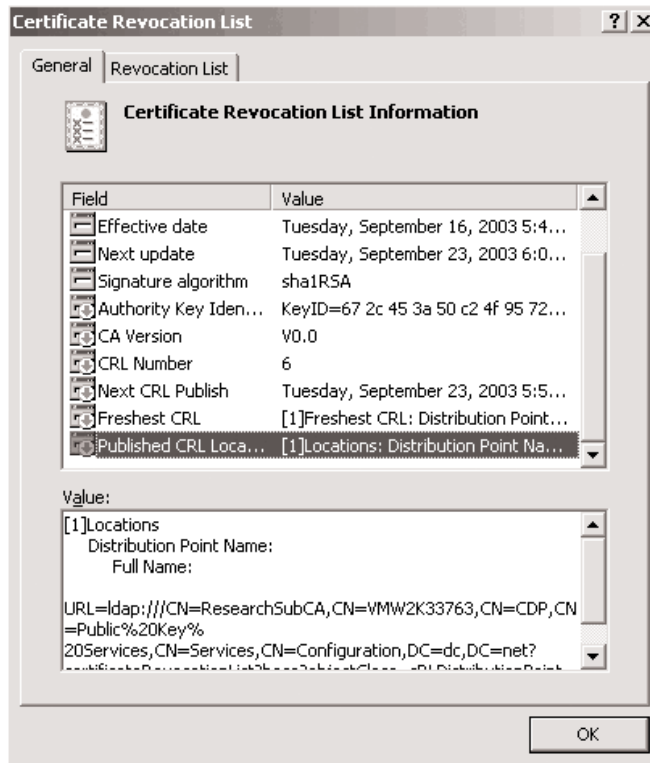 Certificate Revocation List
General
Revocation List
Certificate Revocation List Information
Field Value
Effective date Tuesday, September 16, 2003 5:4...
Next update Tuesday, September 23, 2003 6:0...
Signature algorithm sha1RSA
Authority Key Iden... KeyID=67 2c 45 3a 50 c2 4f 95 72...
CA Version V0.0
CRL Number 6
Next CRL Publish Tuesday, September 23, 2003 5:5...
Freshest CRL [1]Freshest CRL: Distribution Point...
Published CRL Loca... [1]Locations: Distribution Point Na...
Value:
[1]Locations
Distribution Point Name:
Full Name:
URL=ldap:///CN=ResearchSubCA,CN=VMW2K33763,CN=CDP,CN
=Public%20Key%
20Services,CN=Services,CN=Configuration,DC=dc,DC=net?
OK